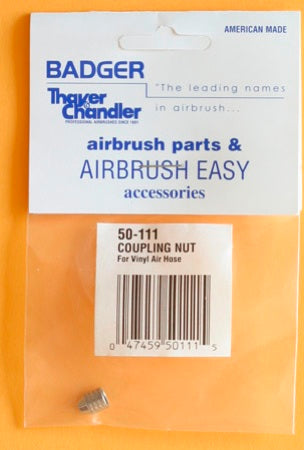 AMERICAN MADE
BADGER
Thayer & Chandler
PROFESSIONAL AIRBRUSHES SINCE 1891
"The leading names
in airbrush...
airbrush parts &
AIRBRUSH EASY
accessories
50-111
COUPLING NUT
For Vinyl Air Hose
0 47459 50111 5